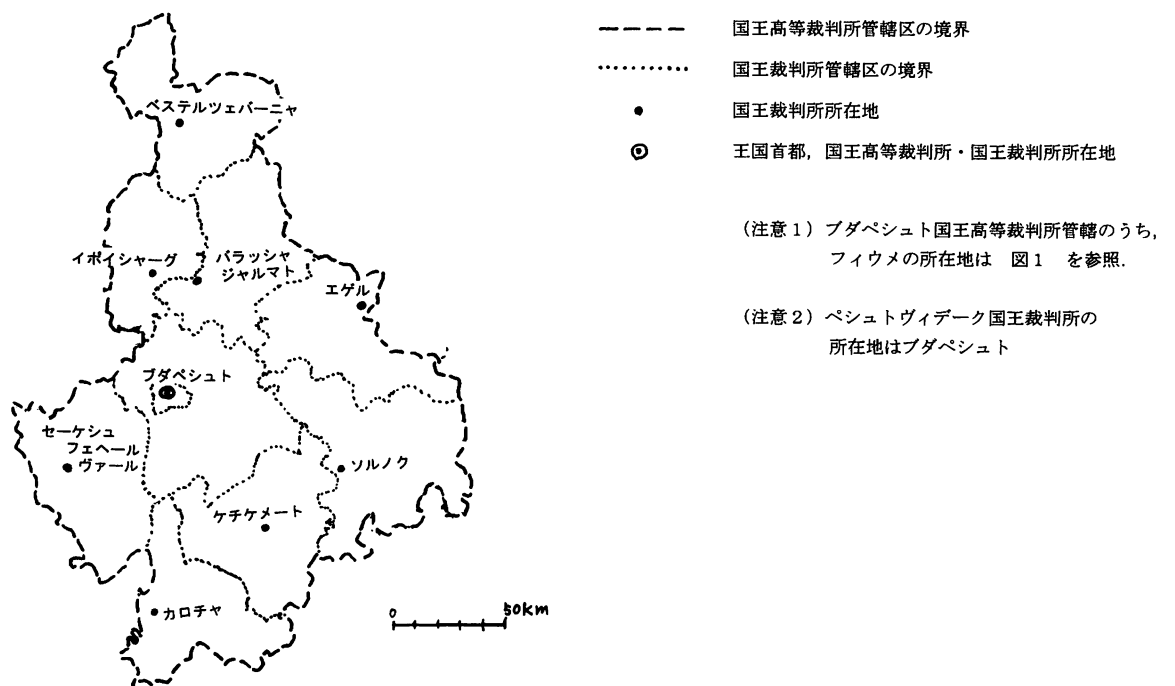 国王高等裁判所管轄区の境界
国王裁判所管轄区の境界
国王裁判所所在地
王国首都，国王高等裁判所・国王裁判所所在地
（注意１）ブダペシュト国王高等裁判所管轄のうち，
フィウメの所在地は　図１　を参照．
（注意２）ペシュトヴィデーク国王裁判所の
所在地はブダペシュト
ベステルツェバーニャ
イポイシャーグ
バラッシャ
ジャルマト
エゲル
ブダペシュト
セーケシュ
フェヘール
ヴァール
ソルノク
ケチケメート
カロチャ
0 50km